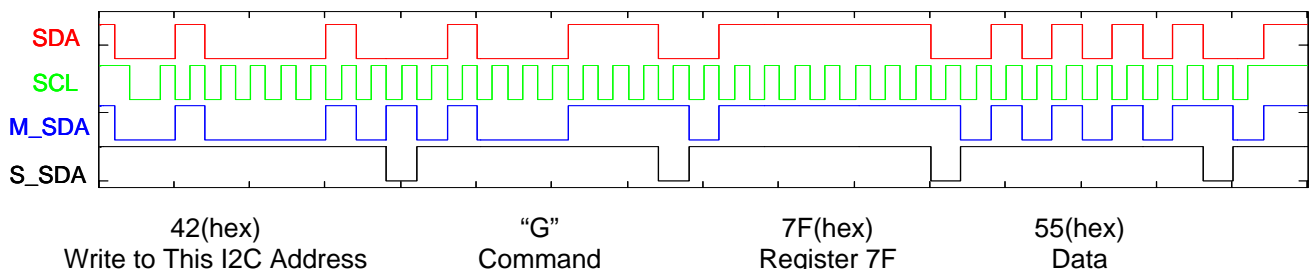 SDA
SCL
M_SDA
S_SDA
42(hex) “G” 7F(hex) 55(hex)
Write to This I2C Address Command Register 7F Data